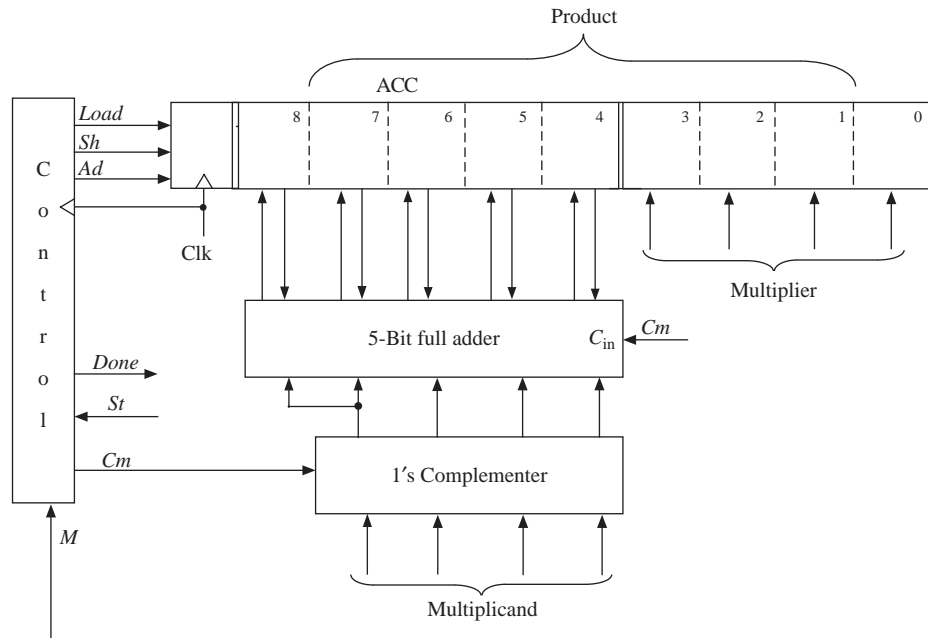 Product
ACC
Load
Sh
Ad
8 7 6 5 4 3 2 1 0
Control
Clk
Multiplier
5-Bit full adder
Cin
Cm
Done
St
Cm
1′s Complementer
M
Multiplicand